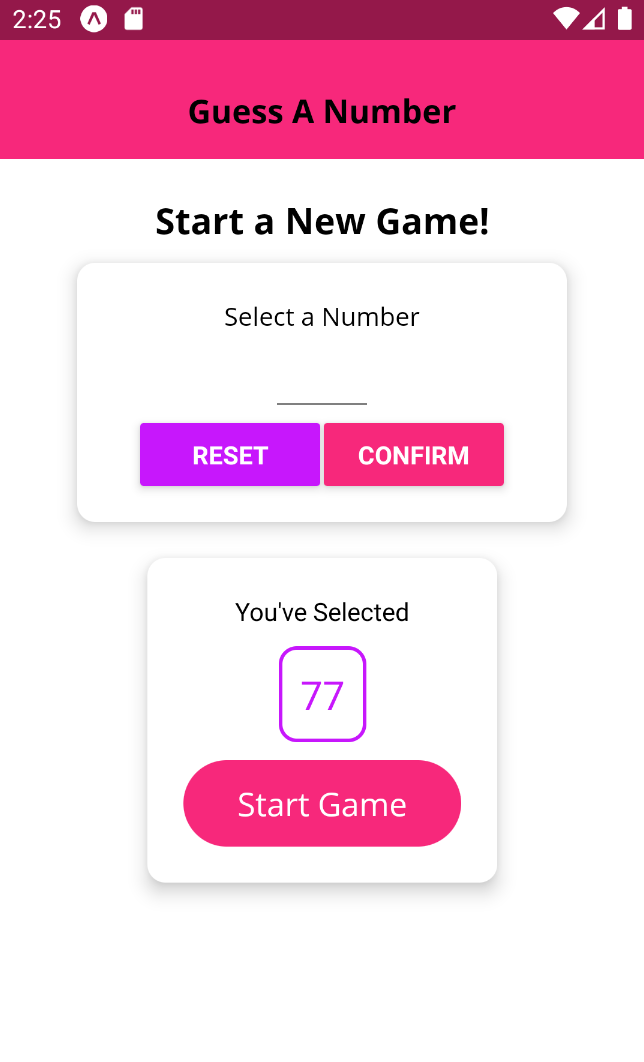 2:25
Guess A Number
Start a New Game!
Select a Number
RESET CONFIRM
You've Selected
77
Start Game